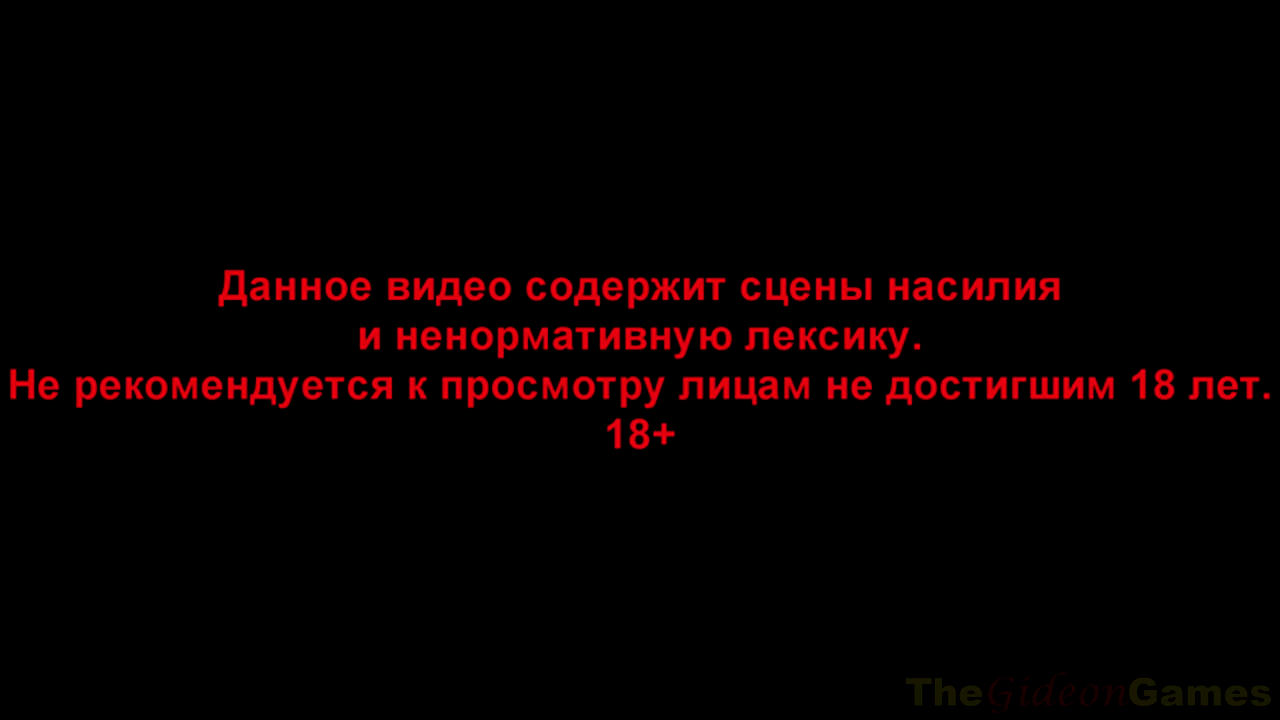 Данное видео содержит сцены насилия
и ненормативную лексику.
Не рекомендуется к просмотру лицам не достигшим 18 лет.
18+
TheGideonGames